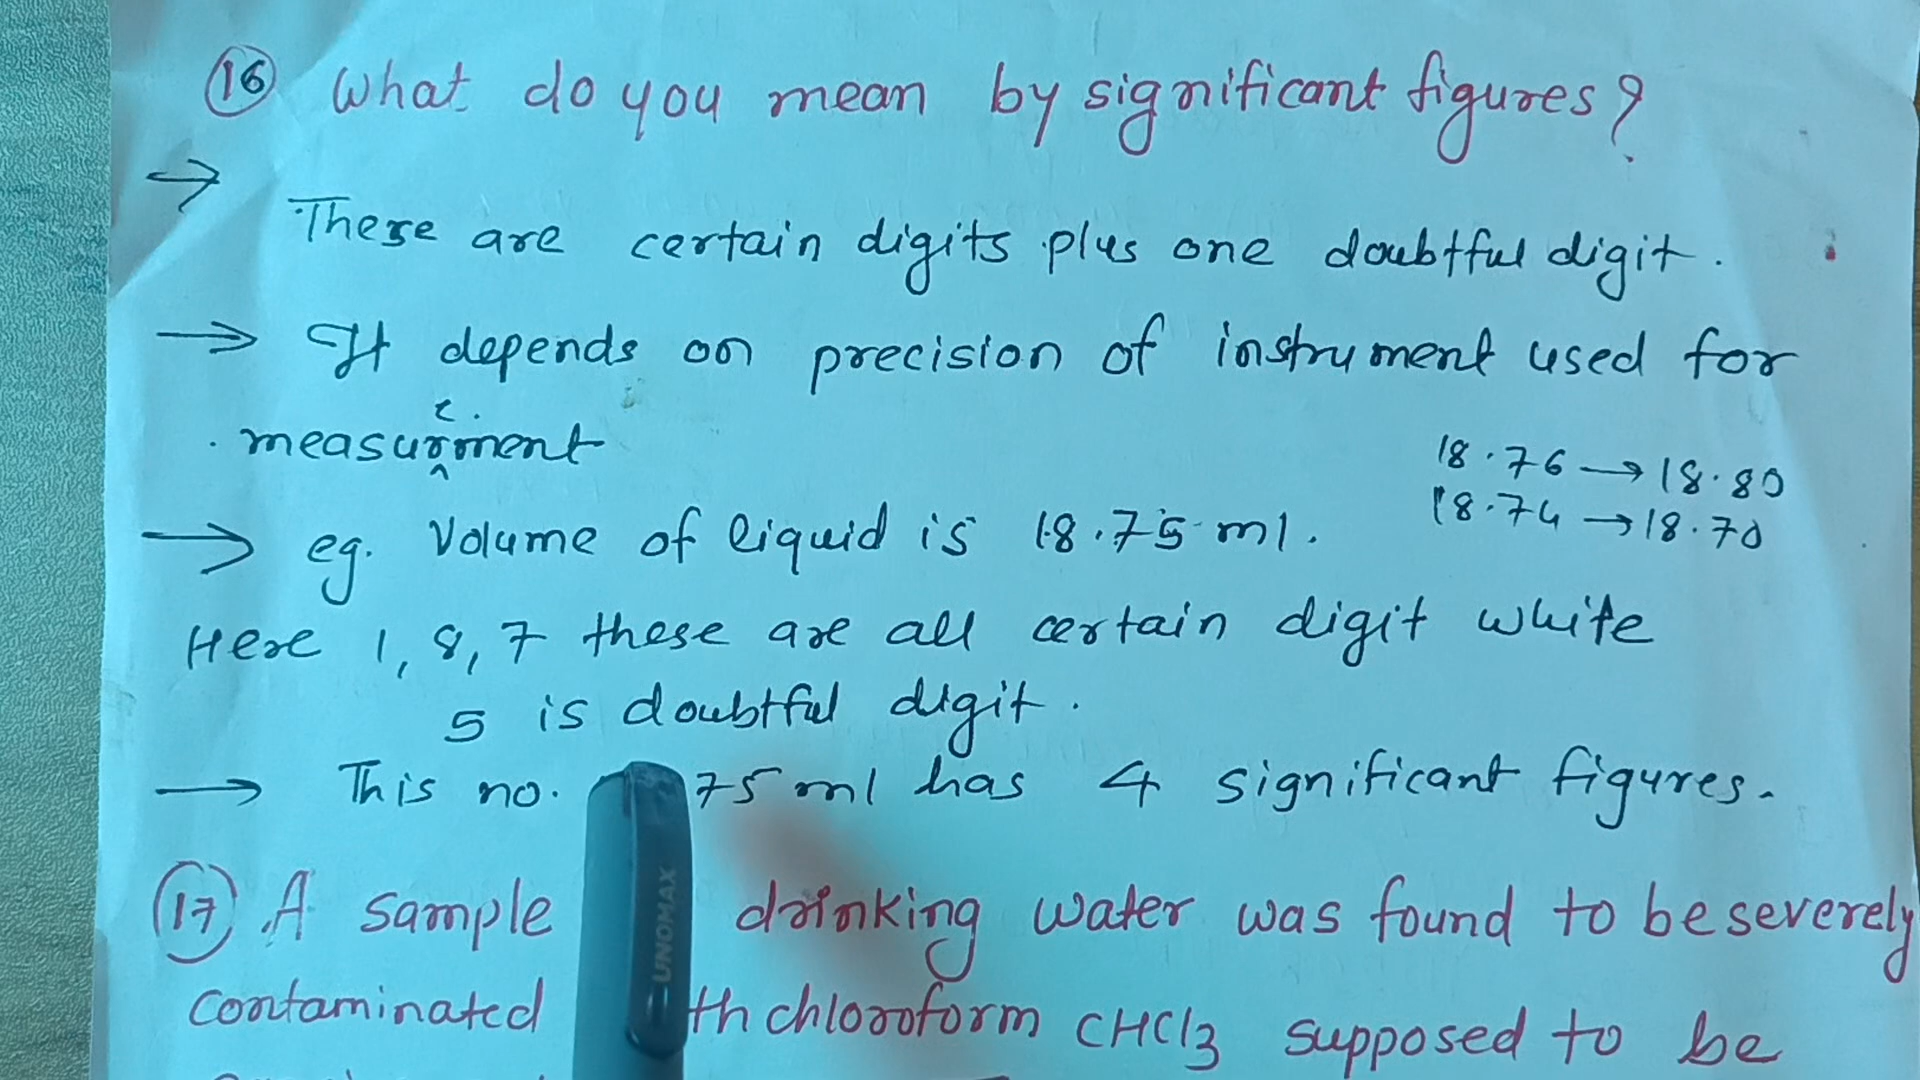 16 What do you mean by significant figures?
→ These are certain digits plus one doubtful digit.
→ It depends on precision of instrument used for
measurement
18.76 → 18.80
18.74 → 18.70
→ eg. Volume of liquid is 18.75 ml.
Here 1, 8, 7 these are all certain digit white
5 is doubtful digit.
→ This no. 75 ml has 4 significant figures.
17 A sample drinking water was found to be severely
contaminated th chloroform CHCl3 supposed to be
UNOMAX